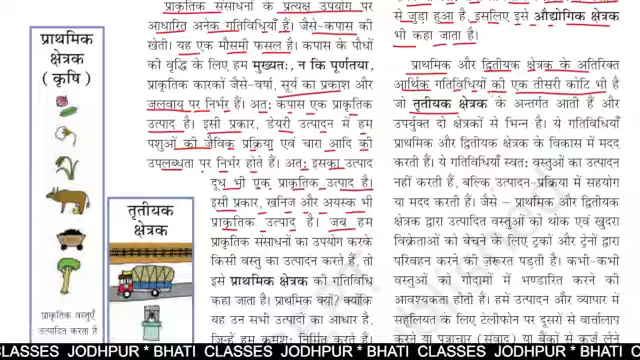 प्राथमिक
क्षेत्रक
( कृषि )
प्राकृतिक वस्तुएँ
उत्पादित करता है
तृतीयक
क्षेत्रक
प्राकृतिक संसाधनों के प्रत्यक्ष उपयोग पर
आधारित अनेक गतिविधियाँ हैं। जैसे-कपास की
खेती। यह एक मौसमी फसल है। कपास के पौधों
की वृद्धि के लिए हम मुख्यत:, न कि पूर्णतया,
प्राकृतिक कारकों जैसे-वर्षा, सूर्य का प्रकाश और
जलवायु पर निर्भर हैं। अत: कपास एक प्राकृतिक
उत्पाद है। इसी प्रकार, डेयरी उत्पादन में हम
पशुओं की जैविक प्रक्रिया एवं चारा आदि की
उपलब्धता पर निर्भर होते हैं। अत: इसका उत्पाद
दूध भी एक प्राकृतिक उत्पाद है।
इसी प्रकार, खनिज और अयस्क भी
प्राकृतिक उत्पाद है। जब हम
प्राकृतिक संसाधनों का उपयोग करके
किसी वस्तु का उत्पादन करते हैं, तो
इसे प्राथमिक क्षेत्रक की गतिविधि
कहा जाता है। प्राथमिक क्यों? क्योंकि
यह उन सभी उत्पादों का आधार है,
जिन्हें हम क्रमश: निर्मित करते हैं।
से जुड़ा हुआ है, इसलिए इसे औद्योगिक क्षेत्रक
भी कहा जाता है।
प्राथमिक और द्वितीयक क्षेत्रक के अतिरिक्त
आर्थिक गतिविधियों की एक तीसरी कोटि भी है
जो तृतीयक क्षेत्रक के अन्तर्गत आती हैं और
उपर्युक्त दो क्षेत्रकों से भिन्न है। ये गतिविधियाँ
प्राथमिक और द्वितीयक क्षेत्रक के विकास में मदद
करती हैं। ये गतिविधियाँ स्वत: वस्तुओं का उत्पादन
नहीं करती हैं, बल्कि उत्पादन-प्रक्रिया में सहयोग
या मदद करती हैं। जैसे – प्राथमिक और द्वितीयक
क्षेत्रक द्वारा उत्पादित वस्तुओं को थोक एवं खुदरा
विक्रेताओं को बेचने के लिए ट्रकों और ट्रेनों द्वारा
परिवहन करने की ज़रूरत पड़ती है। कभी-कभी
वस्तुओं को गोदामों में भण्डारित करने की
आवश्यकता होती है। हमें उत्पादन और व्यापार में
सहूलियत के लिए टेलीफोन पर दूसरों से वार्त्तालाप
करने या पत्राचार (संवाद) या बैंकों से कर्ज लेने
CLASSES JODHPUR * BHATI CLASSES JODHPUR * BHATI CLASSES JODHPUR * BHATI